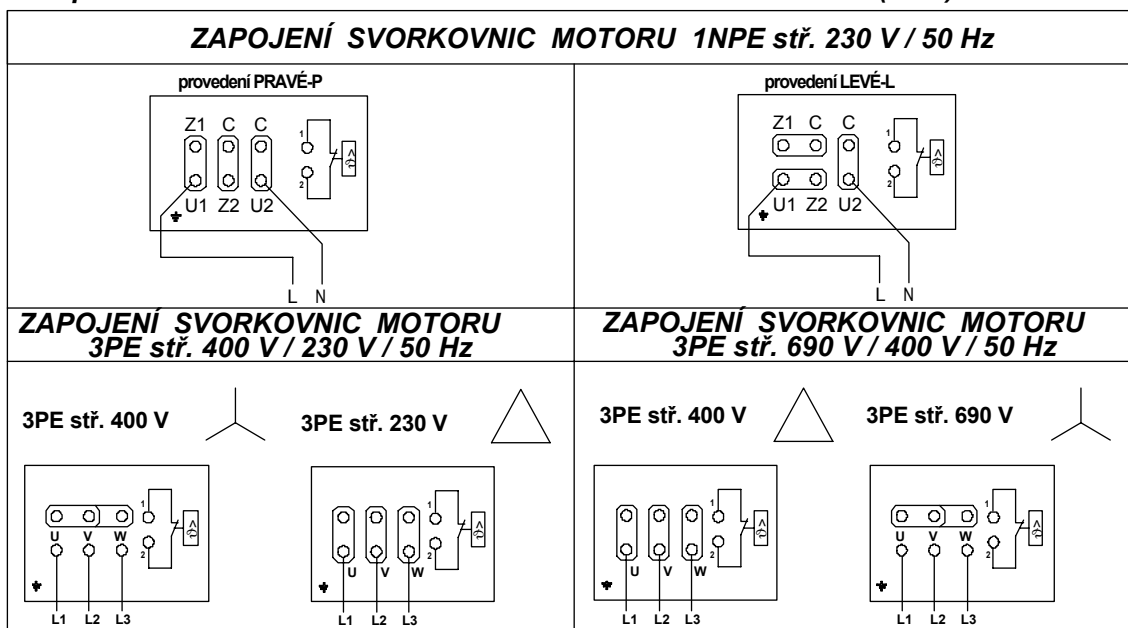 ZAPOJENÍ SVORKOVNIC MOTORU 1NPE stř. 230 V / 50 Hz
provedení PRAVÉ-P
Z1 C C
1
2
ϑ>
U1 Z2 U2
L N
provedení LEVÉ-L
Z1 C C
1
2
ϑ>
U1 Z2 U2
L N
ZAPOJENÍ SVORKOVNIC MOTORU
3PE stř. 400 V / 230 V / 50 Hz
3PE stř. 400 V
1
2
ϑ>
U V W
L1 L2 L3
3PE stř. 230 V
1
2
ϑ>
U V W
L1 L2 L3
ZAPOJENÍ SVORKOVNIC MOTORU
3PE stř. 690 V / 400 V / 50 Hz
3PE stř. 400 V
1
2
ϑ>
U V W
L1 L2 L3
3PE stř. 690 V
1
2
ϑ>
U V W
L1 L2 L3